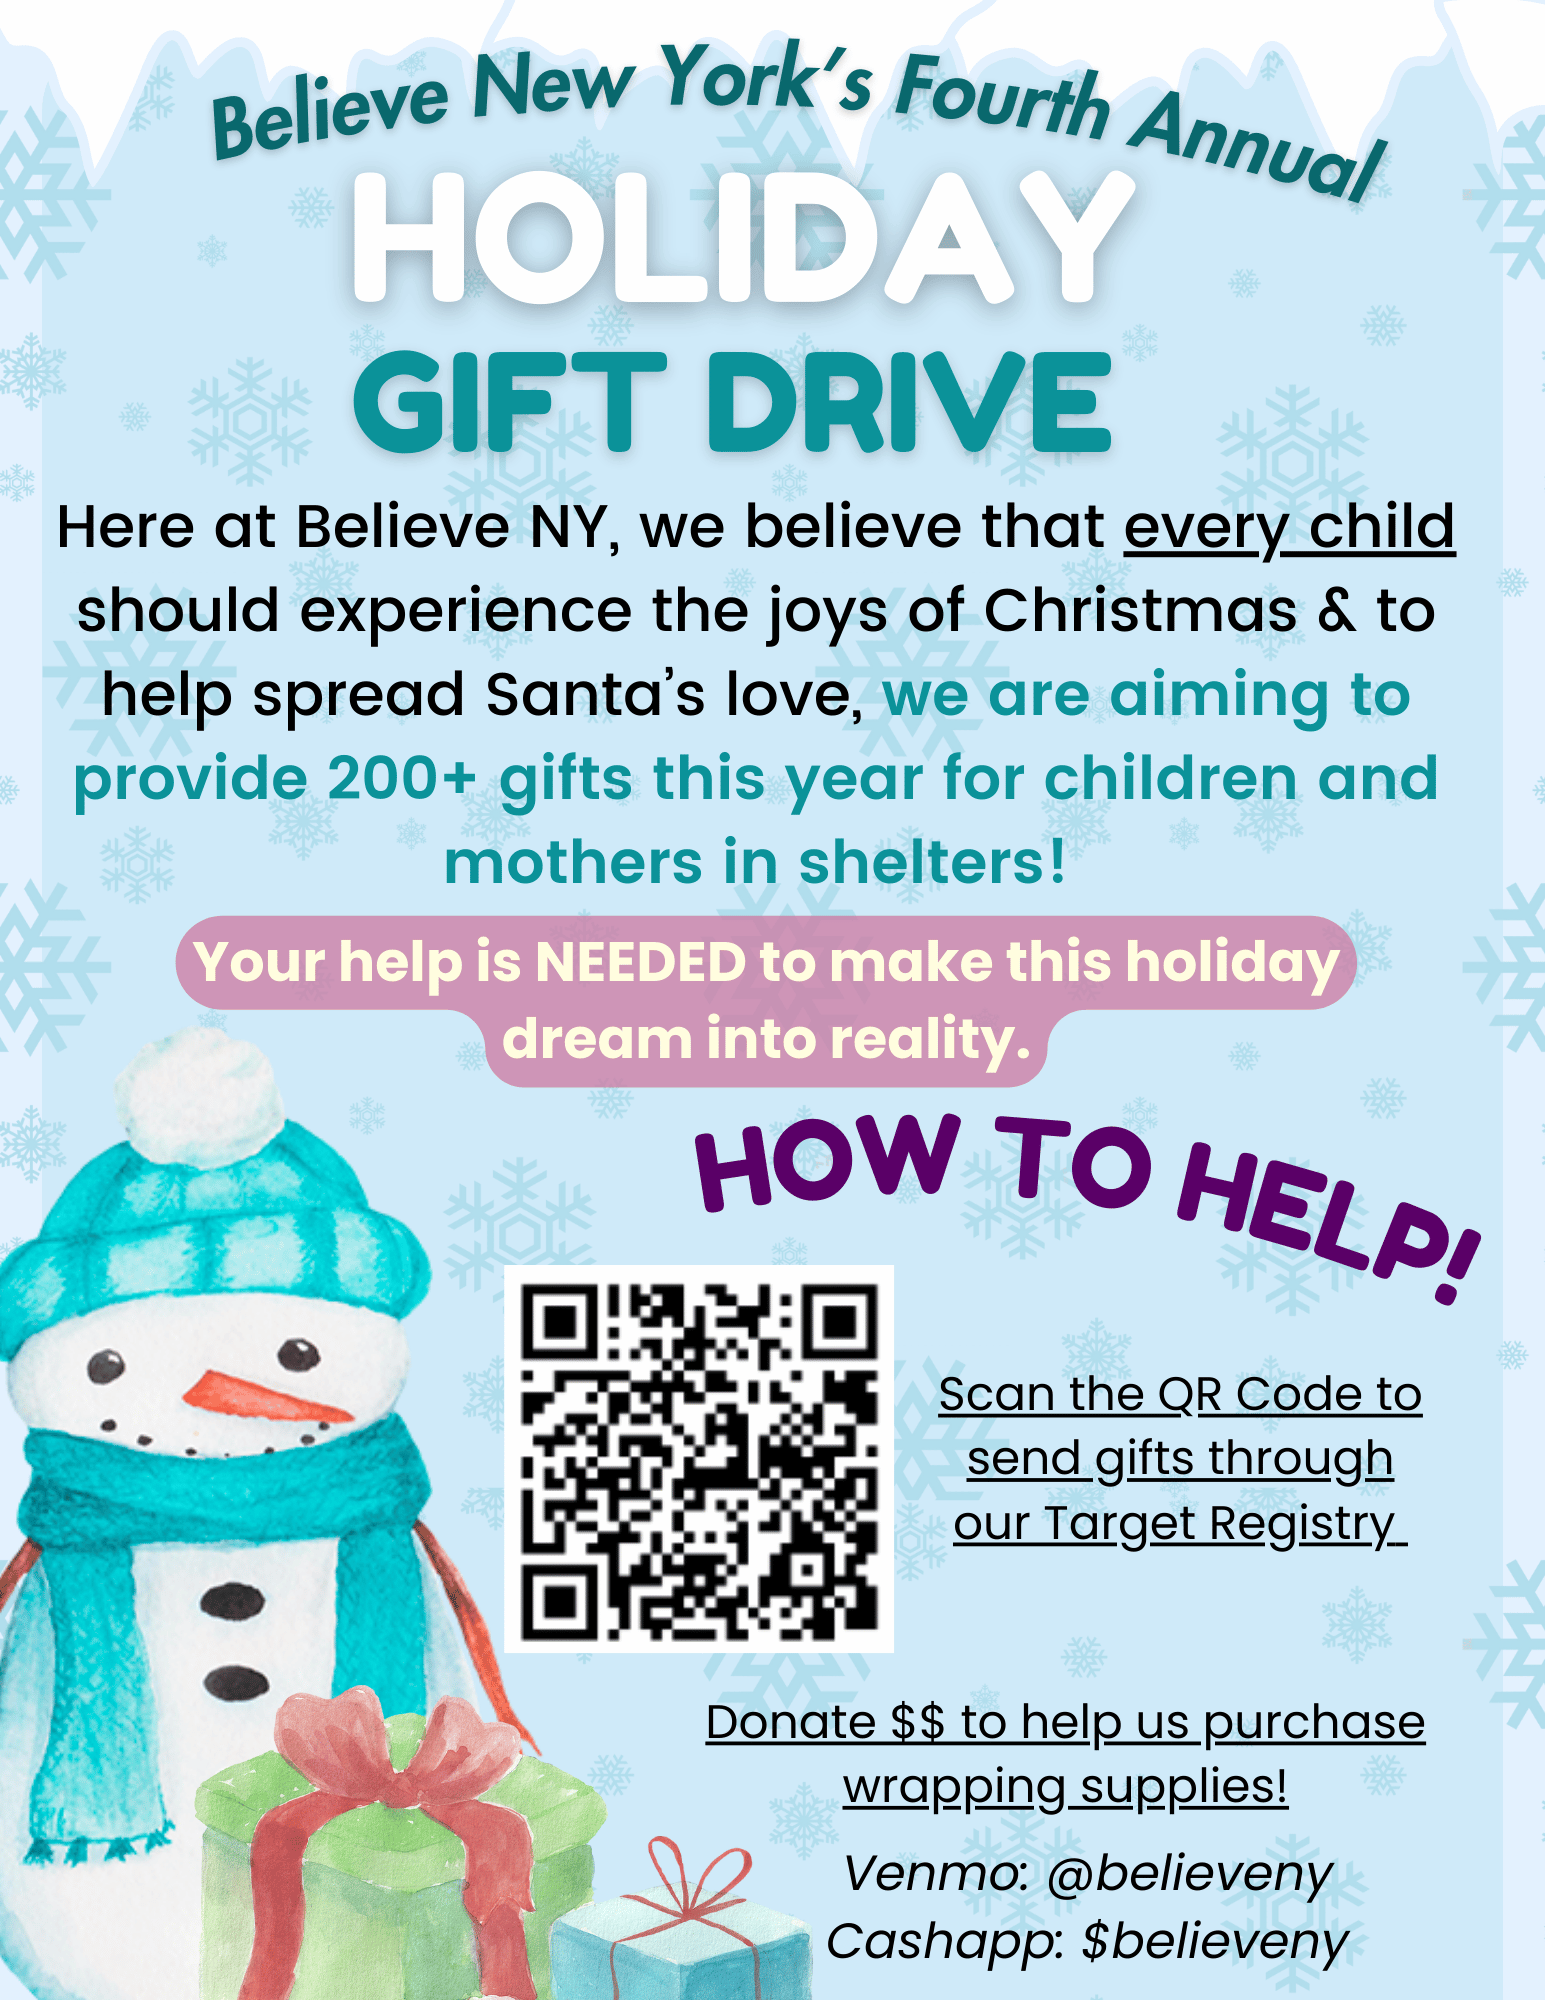 Believe New York's Fourth Annual
HOLIDAY
GIFT DRIVE
Here at Believe NY, we believe that every child
should experience the joys of Christmas & to
help spread Santa's love, we are aiming to
provide 200+ gifts this year for children and
mothers in shelters!
Your help is NEEDED to make this holiday
dream into reality.
HOW TO HELP!
Scan the QR Code to
send gifts through
our Target Registry
Donate $$ to help us purchase
wrapping supplies!
Venmo: @believeny
Cashapp: $believeny